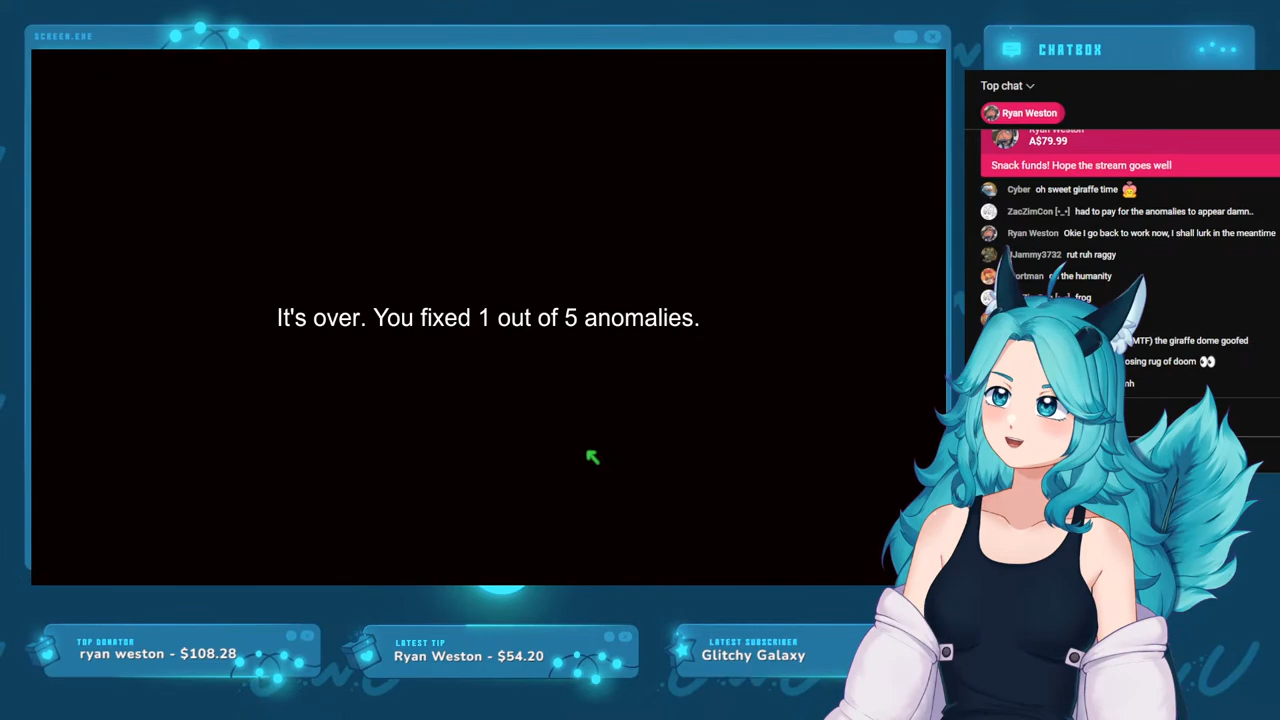 SCREEN.EXE
CHATBOX
Top chat
Ryan Weston
Ryan Weston
A$79.99
Snack funds! Hope the stream goes well
Cyber oh sweet giraffe time
ZacZimCon [-_-] had to pay for the anomalies to appear damn..
Ryan Weston Okie I go back to work now, I shall lurk in the meantime
Jammy3732 rut ruh raggy
the humanity
frog
MTF) the giraffe dome goofed
osing rug of doom
It's over. You fixed 1 out of 5 anomalies.
TOP DONATOR
ryan weston - $108.28
LATEST TIP
Ryan Weston - $54.20
LATEST SUBSCRIBER
Glitchy Galaxy